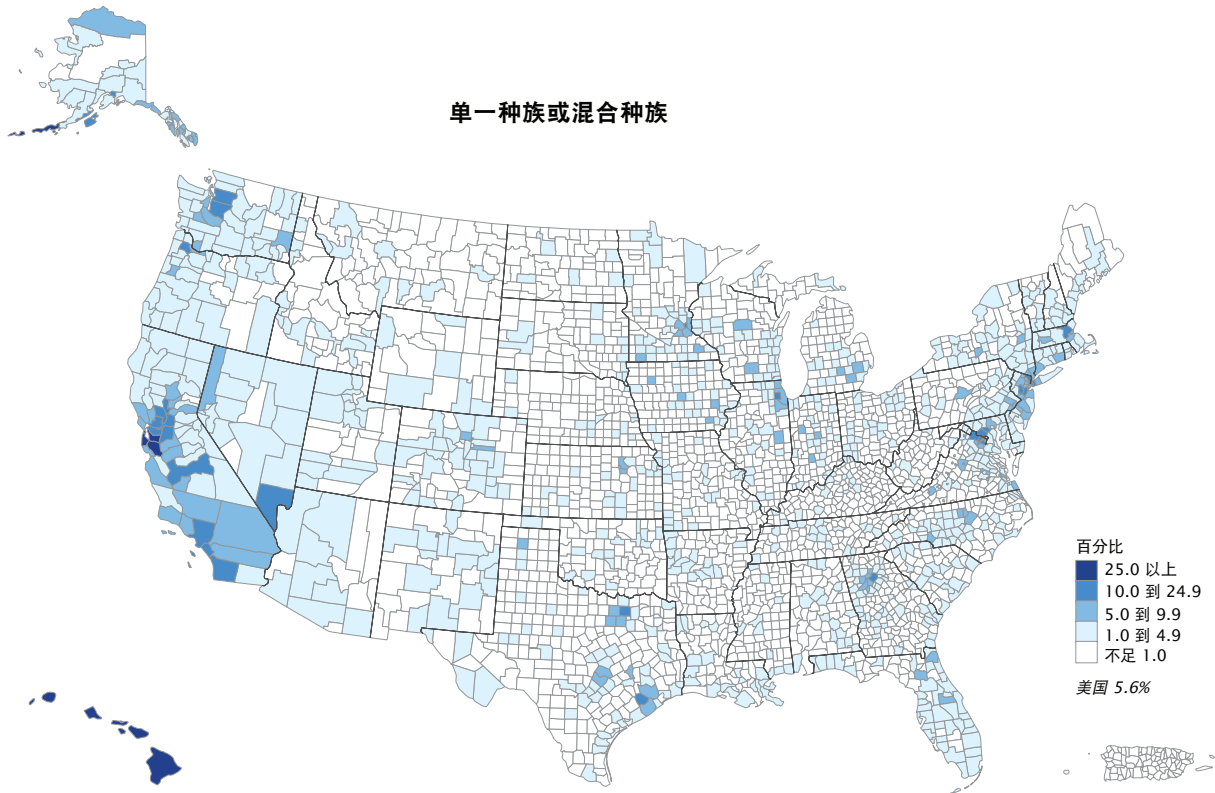 单一种族或混合种族
百分比
25.0 以上
10.0 到 24.9
5.0 到 9.9
1.0 到 4.9
不足 1.0
美国 5.6%